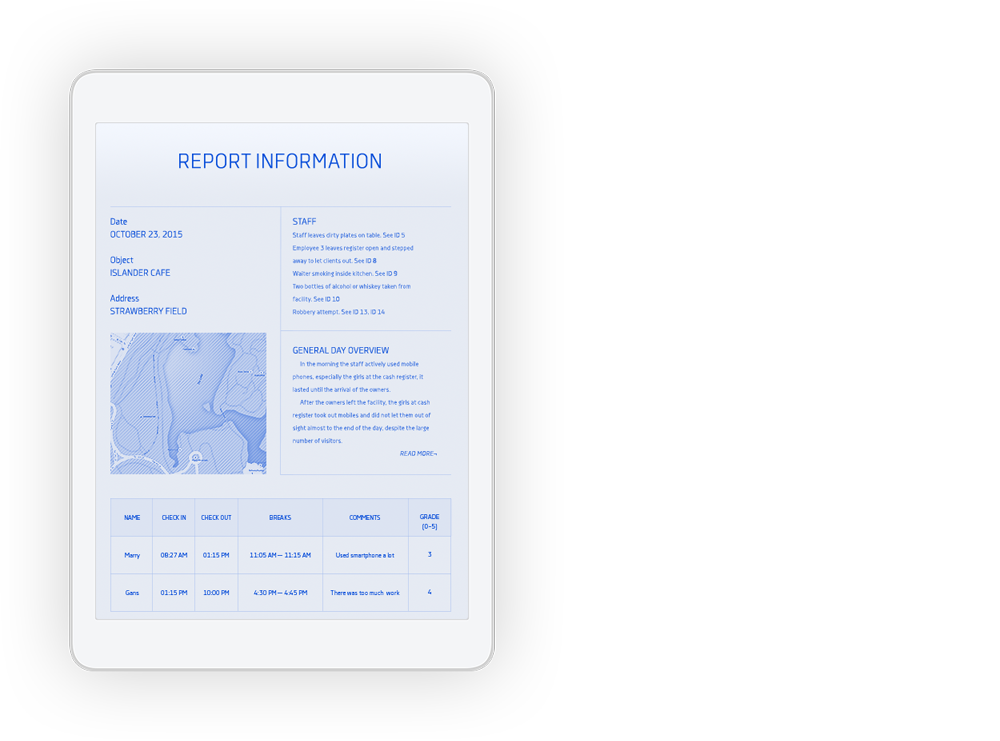 REPORT INFORMATION
Date
OCTOBER 23, 2015
Object
ISLANDER CAFE
Address
STRAWBERRY FIELD
STAFF
Staff leaves dirty plates on table. See ID 5
Employee 3 leaves register open and stepped
away to let clients out. See ID 8
Waiter smoking inside kitchen. See ID 9
Two bottles of alcohol or whiskey taken from
facility. See ID 10
Robbery attempt. See ID 13, ID 14
GENERAL DAY OVERVIEW
In the morning the staff actively used mobile
phones, especially the girls at the cash register, it
lasted until the arrival of the owners.
After the owners left the facility, the girls at cash
register took out mobiles and did not let them out of
sight almost to the end of the day, despite the large
number of visitors.
READ MORE¬
NAME CHECK IN CHECK OUT BREAKS COMMENTS GRADE
(0-5)
Marry 08:27 AM 01:15 PM 11:05 AM — 11:15 AM Used smartphone a lot 3
Gans 01:15 PM 10:00 PM 4:30 PM — 4:45 PM There was too much work 4